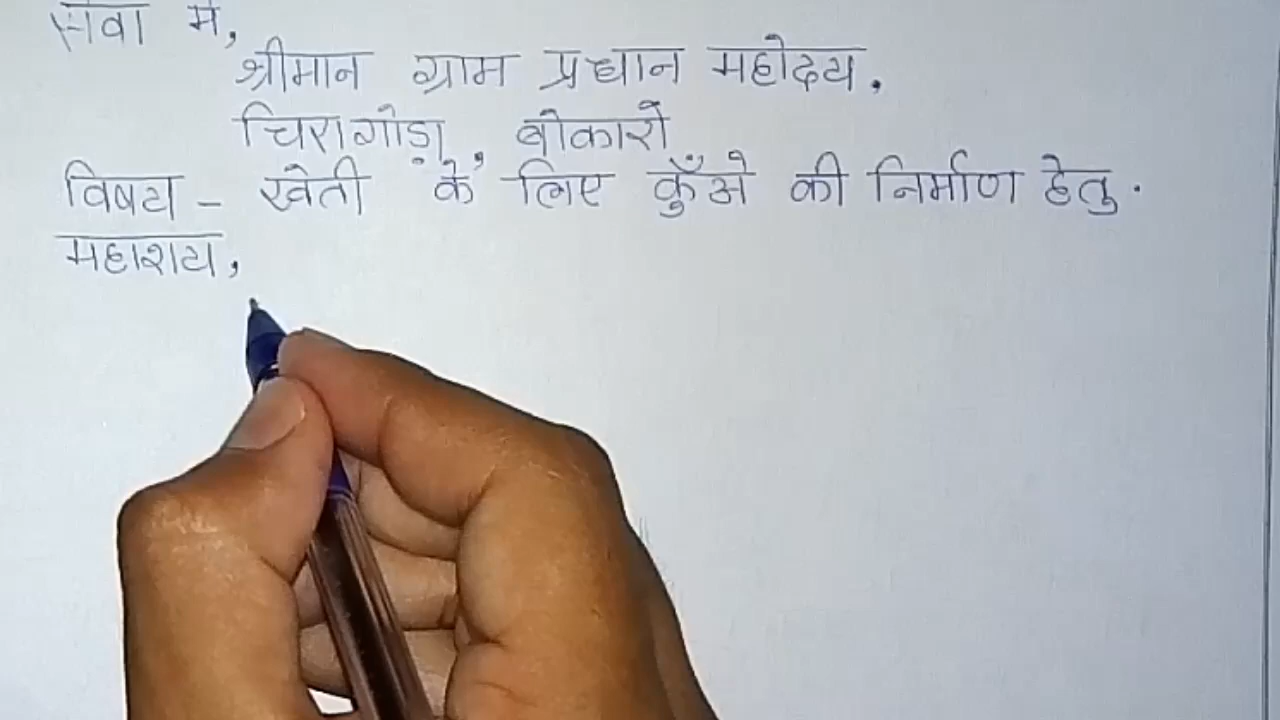 सेवा में,
श्रीमान ग्राम प्रधान महोदय.
चिरागोड़ा, बोकारो
विषय - खेती के लिए कुँओ की निर्माण हेतु.
महाशय,